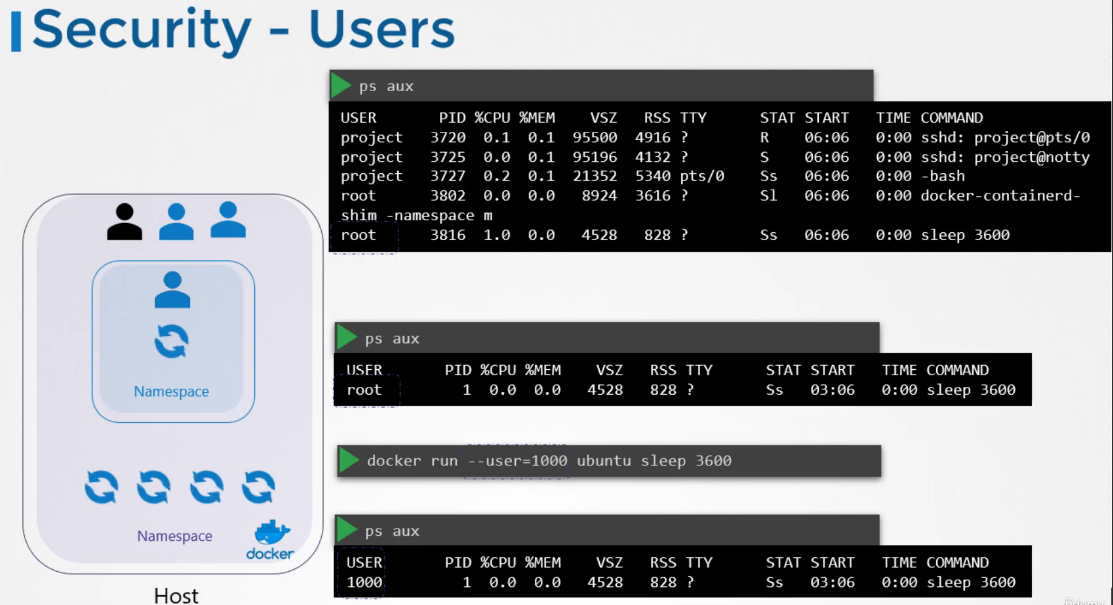 Security - Users
ps aux
USER PID %CPU %MEM VSZ RSS TTY STAT START TIME COMMAND
project 3720 0.1 0.1 95500 4916 ? R 06:06 0:00 sshd: project@pts/0
project 3725 0.0 0.1 95196 4132 ? S 06:06 0:00 sshd: project@notty
project 3727 0.2 0.1 21352 5340 pts/0 Ss 06:06 0:00 -bash
root 3802 0.0 0.0 8924 3616 ? Sl 06:06 0:00 docker-containerd-
shim -namespace m
root 3816 1.0 0.0 4528 828 ? Ss 06:06 0:00 sleep 3600
ps aux
USER PID %CPU %MEM VSZ RSS TTY STAT START TIME COMMAND
root 1 0.0 0.0 4528 828 ? Ss 03:06 0:00 sleep 3600
docker run --user=1000 ubuntu sleep 3600
ps aux
USER PID %CPU %MEM VSZ RSS TTY STAT START TIME COMMAND
1000 1 0.0 0.0 4528 828 ? Ss 03:06 0:00 sleep 3600
Namespace
Namespace
docker
Host